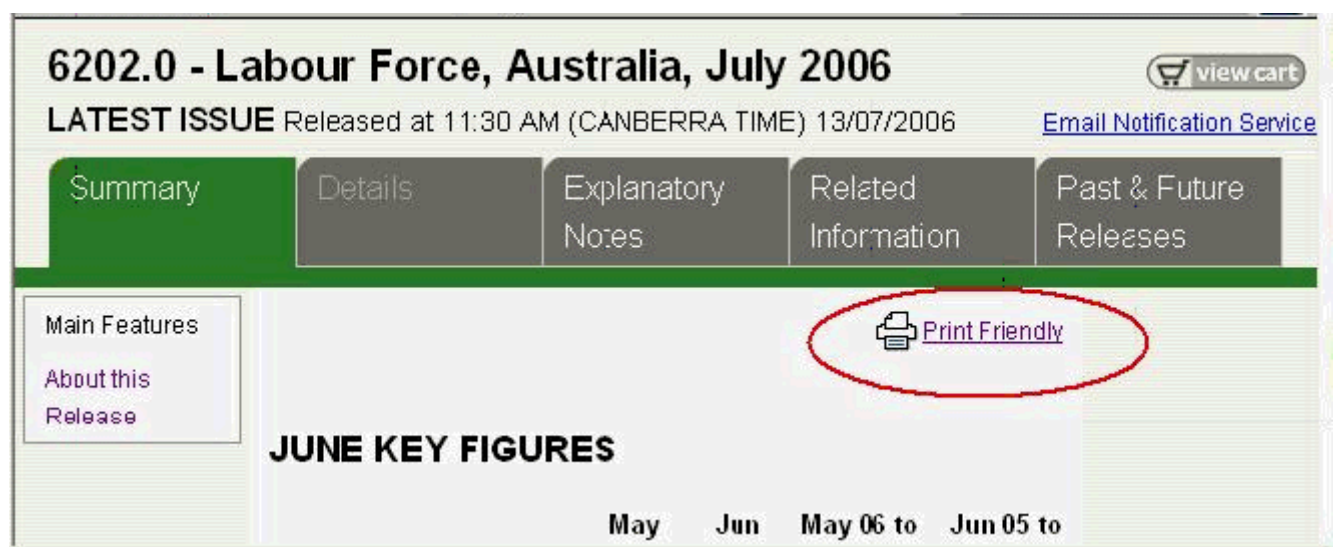 6202.0 - Labour Force, Australia, July 2006
view cart
LATEST ISSUE Released at 11:30 AM (CANBERRA TIME) 13/07/2006
Email Notification Service
Summary
Details
Explanatory
Notes
Related
Information
Past & Future
Releases
Main Features
About this
Release
Print Friendly
JUNE KEY FIGURES
May Jun May 06 to Jun 05 to